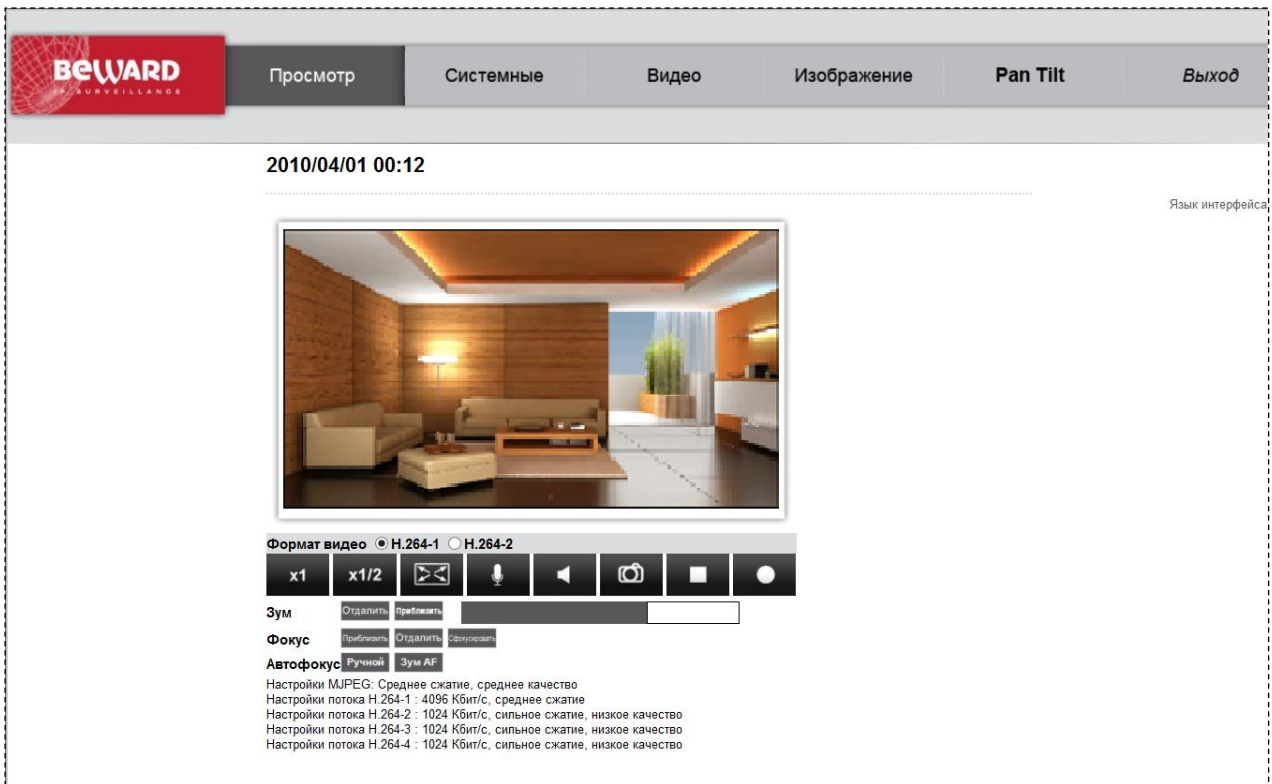 BEWARD
IP SURVEILLANCE
Просмотр Системные Видео Изображение Pan Tilt Выход
2010/04/01 00:12
Язык интерфейса
Формат видео H.264-1 H.264-2
x1 x1/2
Зум Отдалить Приблизить
Фокус Приблизить Отдалить Сфокусировать
Автофокус Ручной Зум AF
Настройки MJPEG: Среднее сжатие, среднее качество
Настройки потока H.264-1 : 4096 Кбит/с, среднее сжатие
Настройки потока H.264-2 : 1024 Кбит/с, сильное сжатие, низкое качество
Настройки потока H.264-3 : 1024 Кбит/с, сильное сжатие, низкое качество
Настройки потока H.264-4 : 1024 Кбит/с, сильное сжатие, низкое качество